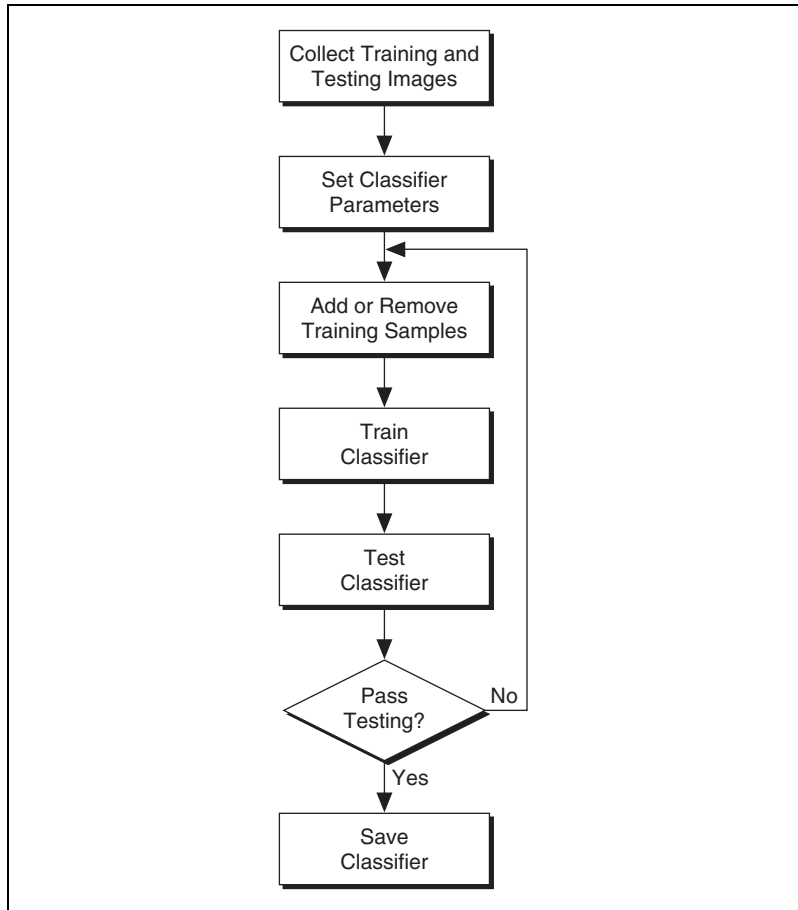 Collect Training and
Testing Images
Set Classifier
Parameters
Add or Remove
Training Samples
Train
Classifier
Test
Classifier
Pass
Testing?
No
Yes
Save
Classifier